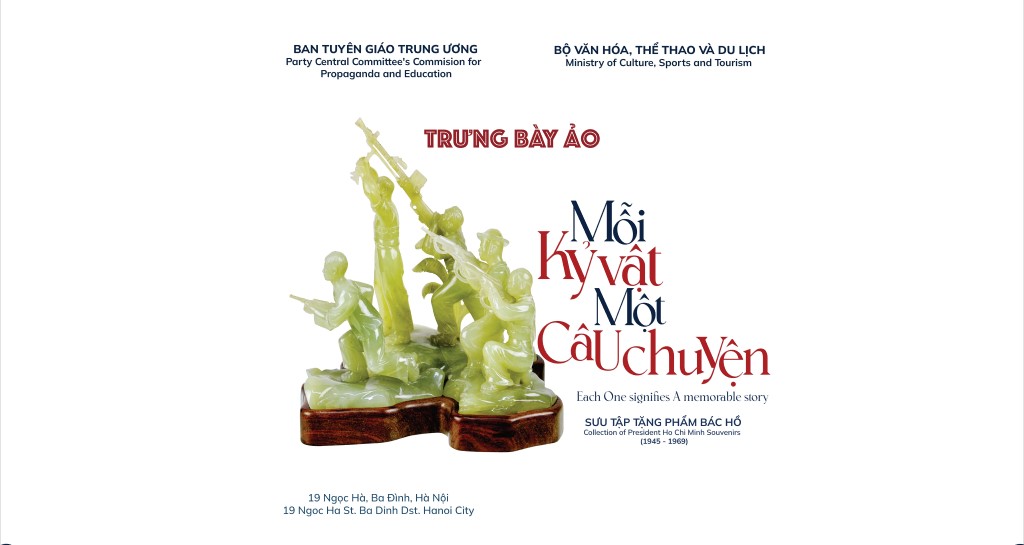 BAN TUYÊN GIÁO TRUNG ƯƠNG
Party Central Committee's Commision for
Propaganda and Education
BỘ VĂN HÓA, THỂ THAO VÀ DU LỊCH
Ministry of Culture, Sports and Tourism
TRƯNG BÀY ẢO
Mỗi
Kỷ vật
Một
CâU chuyện
Each One signifies A memorable story
SƯU TẬP TẶNG PHẨM BÁC HỒ
Collection of President Ho Chi Minh Souvenirs
(1945 - 1969)
19 Ngọc Hà, Ba Đình, Hà Nội
19 Ngoc Ha St. Ba Dinh Dst. Hanoi City